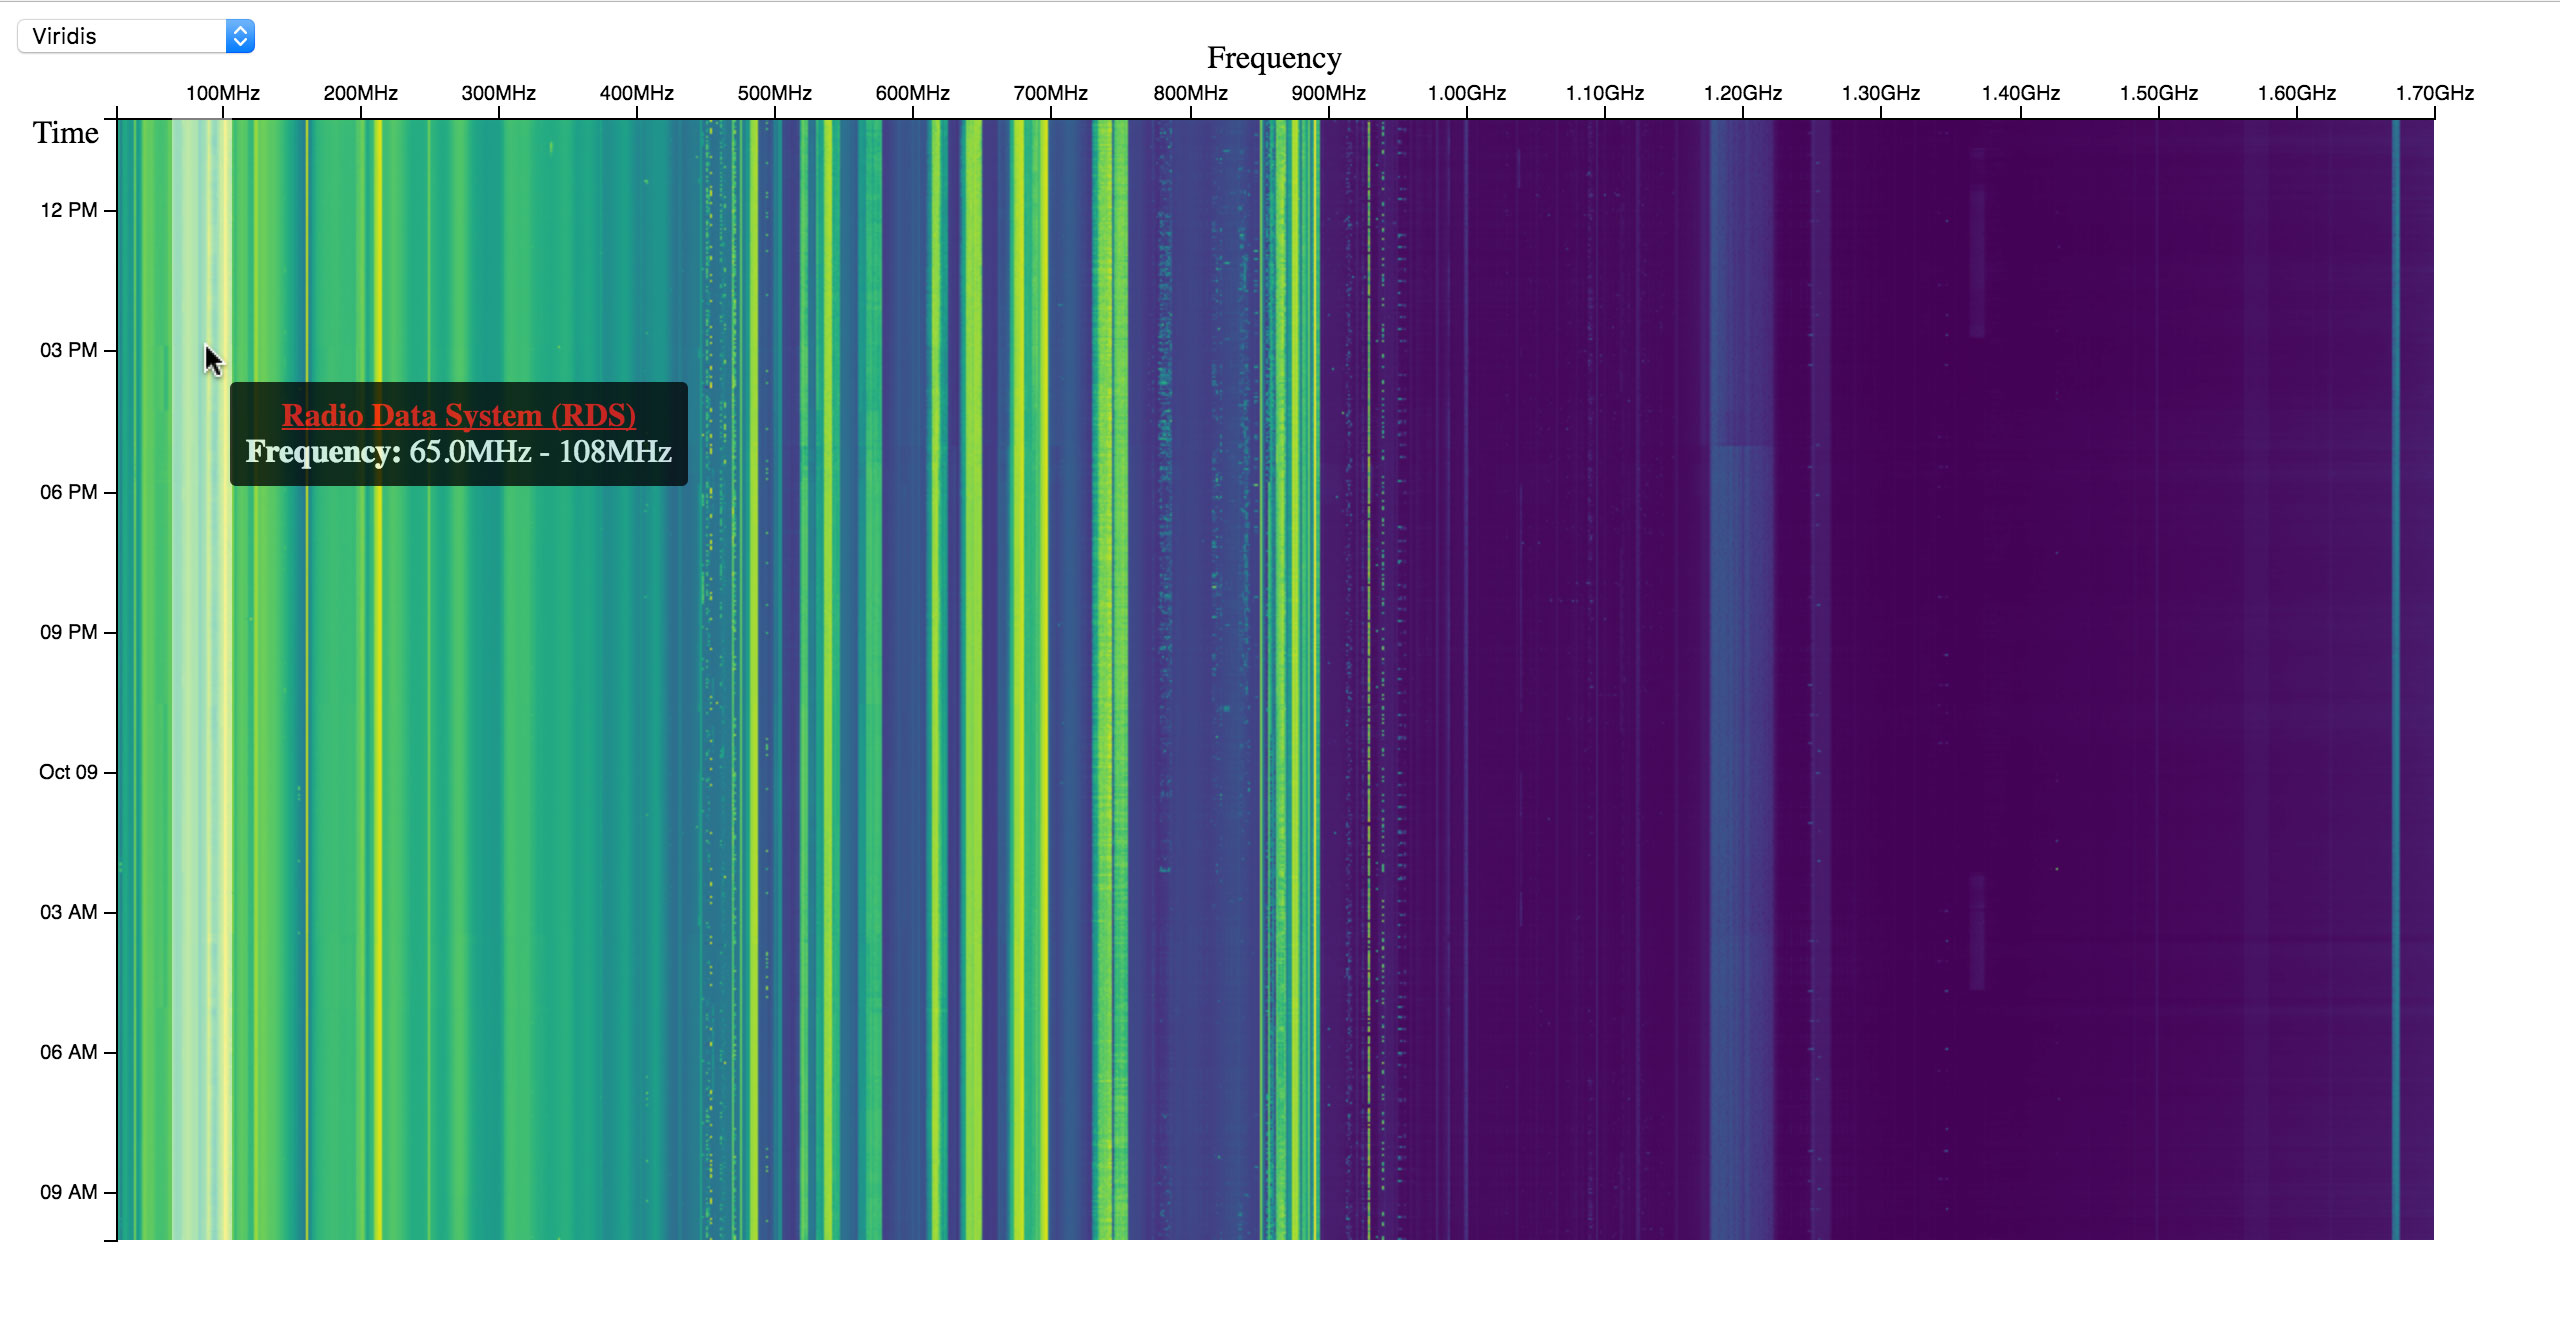 Viridis
Frequency
100MHz 200MHz 300MHz 400MHz 500MHz 600MHz 700MHz 800MHz 900MHz 1.00GHz 1.10GHz 1.20GHz 1.30GHz 1.40GHz 1.50GHz 1.60GHz 1.70GHz
Time
12 PM
03 PM
Radio Data System (RDS)
Frequency: 65.0MHz - 108MHz
06 PM
09 PM
Oct 09
03 AM
06 AM
09 AM